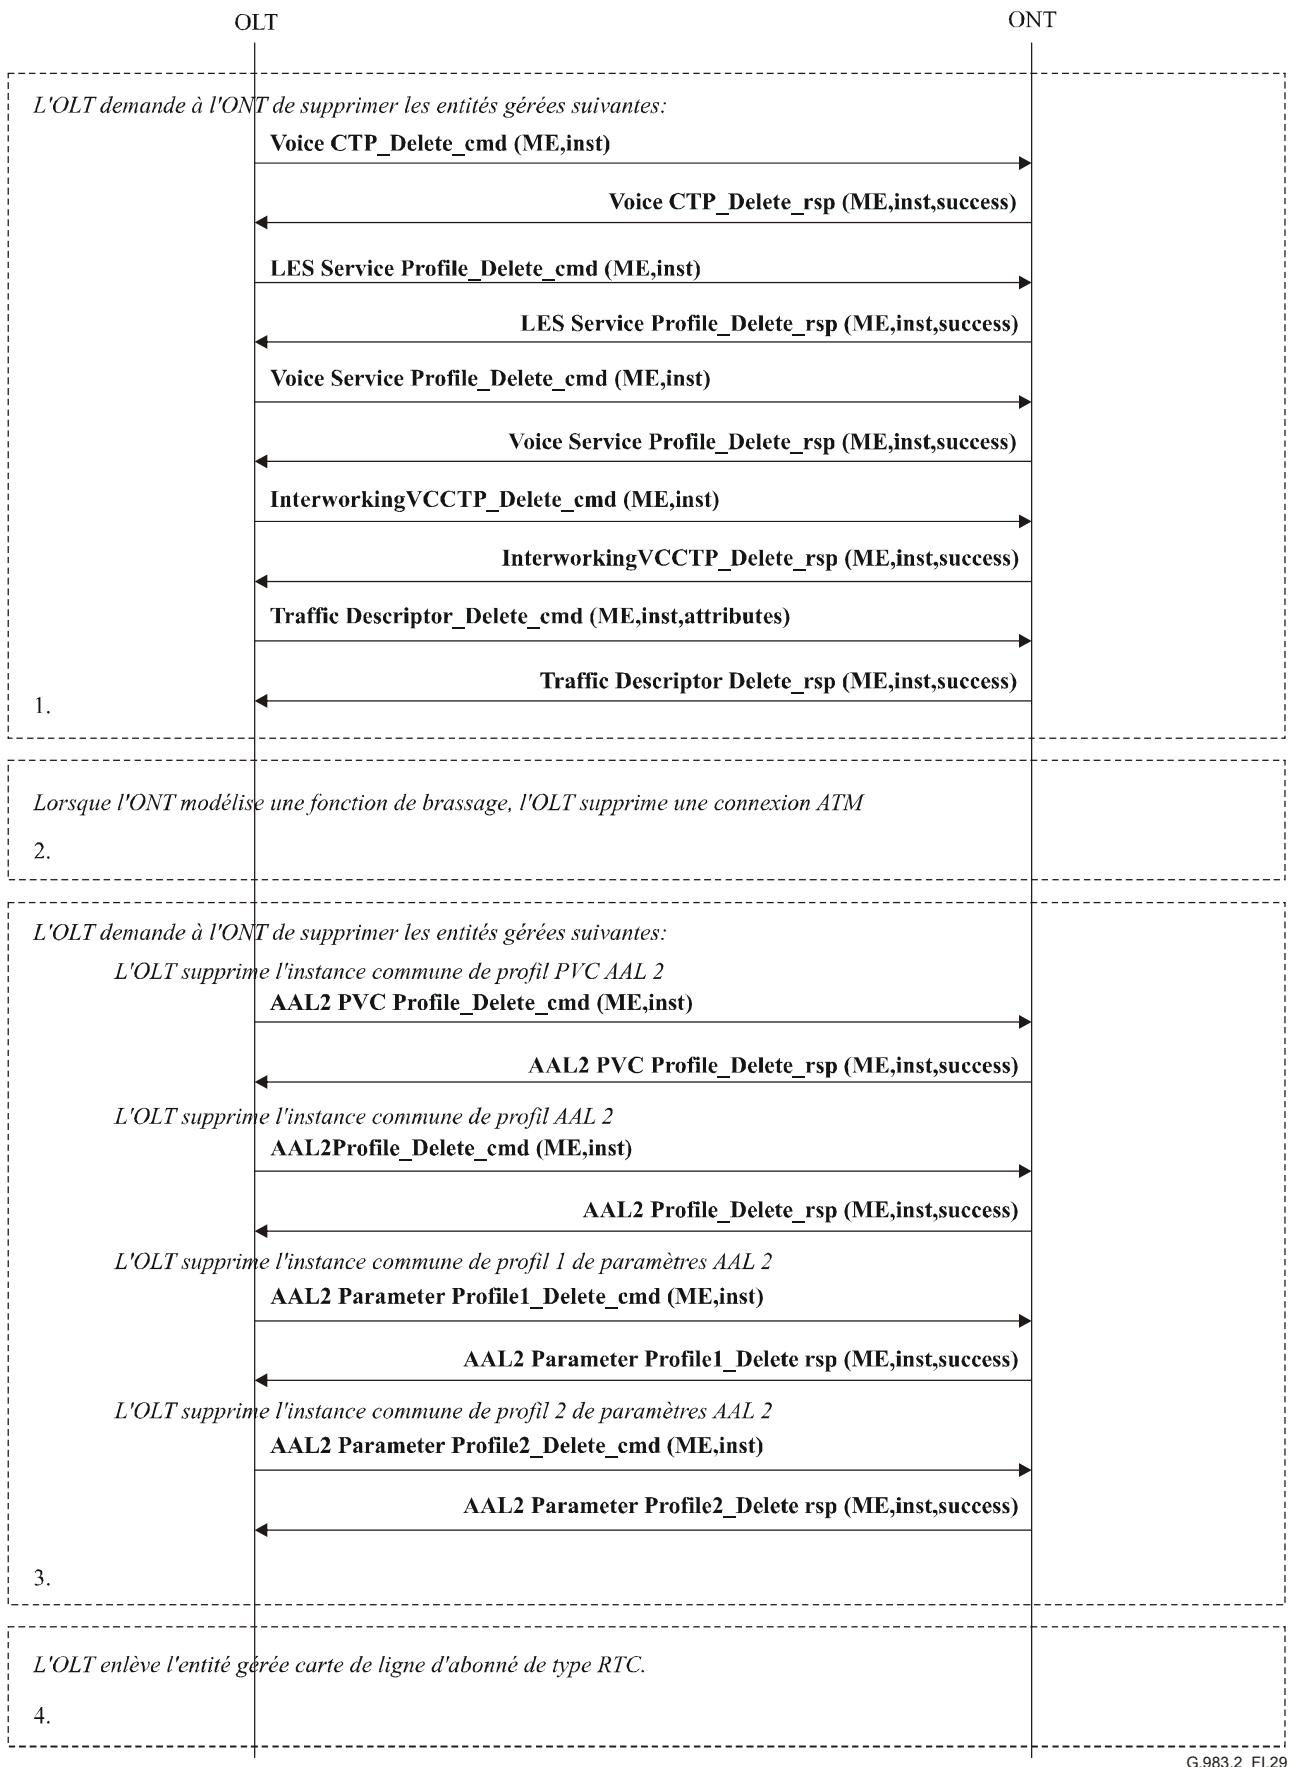 OLT
ONT
L'OLT demande à l'ONT de supprimer les entités gérées suivantes:
Voice CTP_Delete_cmd (ME,inst)
Voice CTP_Delete_rsp (ME,inst,success)
LES Service Profile_Delete_cmd (ME,inst)
LES Service Profile_Delete_rsp (ME,inst,success)
Voice Service Profile_Delete_cmd (ME,inst)
Voice Service Profile_Delete_rsp (ME,inst,success)
InterworkingVCCTP_Delete_cmd (ME,inst)
InterworkingVCCTP_Delete_rsp (ME,inst,success)
Traffic Descriptor_Delete_cmd (ME,inst,attributes)
Traffic Descriptor Delete_rsp (ME,inst,success)
1.
Lorsque l'ONT modélise une fonction de brassage, l'OLT supprime une connexion ATM
2.
L'OLT demande à l'ONT de supprimer les entités gérées suivantes:
L'OLT supprime l'instance commune de profil PVC AAL 2
AAL2 PVC Profile_Delete_cmd (ME,inst)
AAL2 PVC Profile_Delete_rsp (ME,inst,success)
L'OLT supprime l'instance commune de profil AAL 2
AAL2Profile_Delete_cmd (ME,inst)
AAL2 Profile_Delete_rsp (ME,inst,success)
L'OLT supprime l'instance commune de profil 1 de paramètres AAL 2
AAL2 Parameter Profile1_Delete_cmd (ME,inst)
AAL2 Parameter Profile1_Delete rsp (ME,inst,success)
L'OLT supprime l'instance commune de profil 2 de paramètres AAL 2
AAL2 Parameter Profile2_Delete_cmd (ME,inst)
AAL2 Parameter Profile2_Delete rsp (ME,inst,success)
3.
L'OLT enlève l'entité gérée carte de ligne d'abonné de type RTC.
4.
G.983.2_FI.29